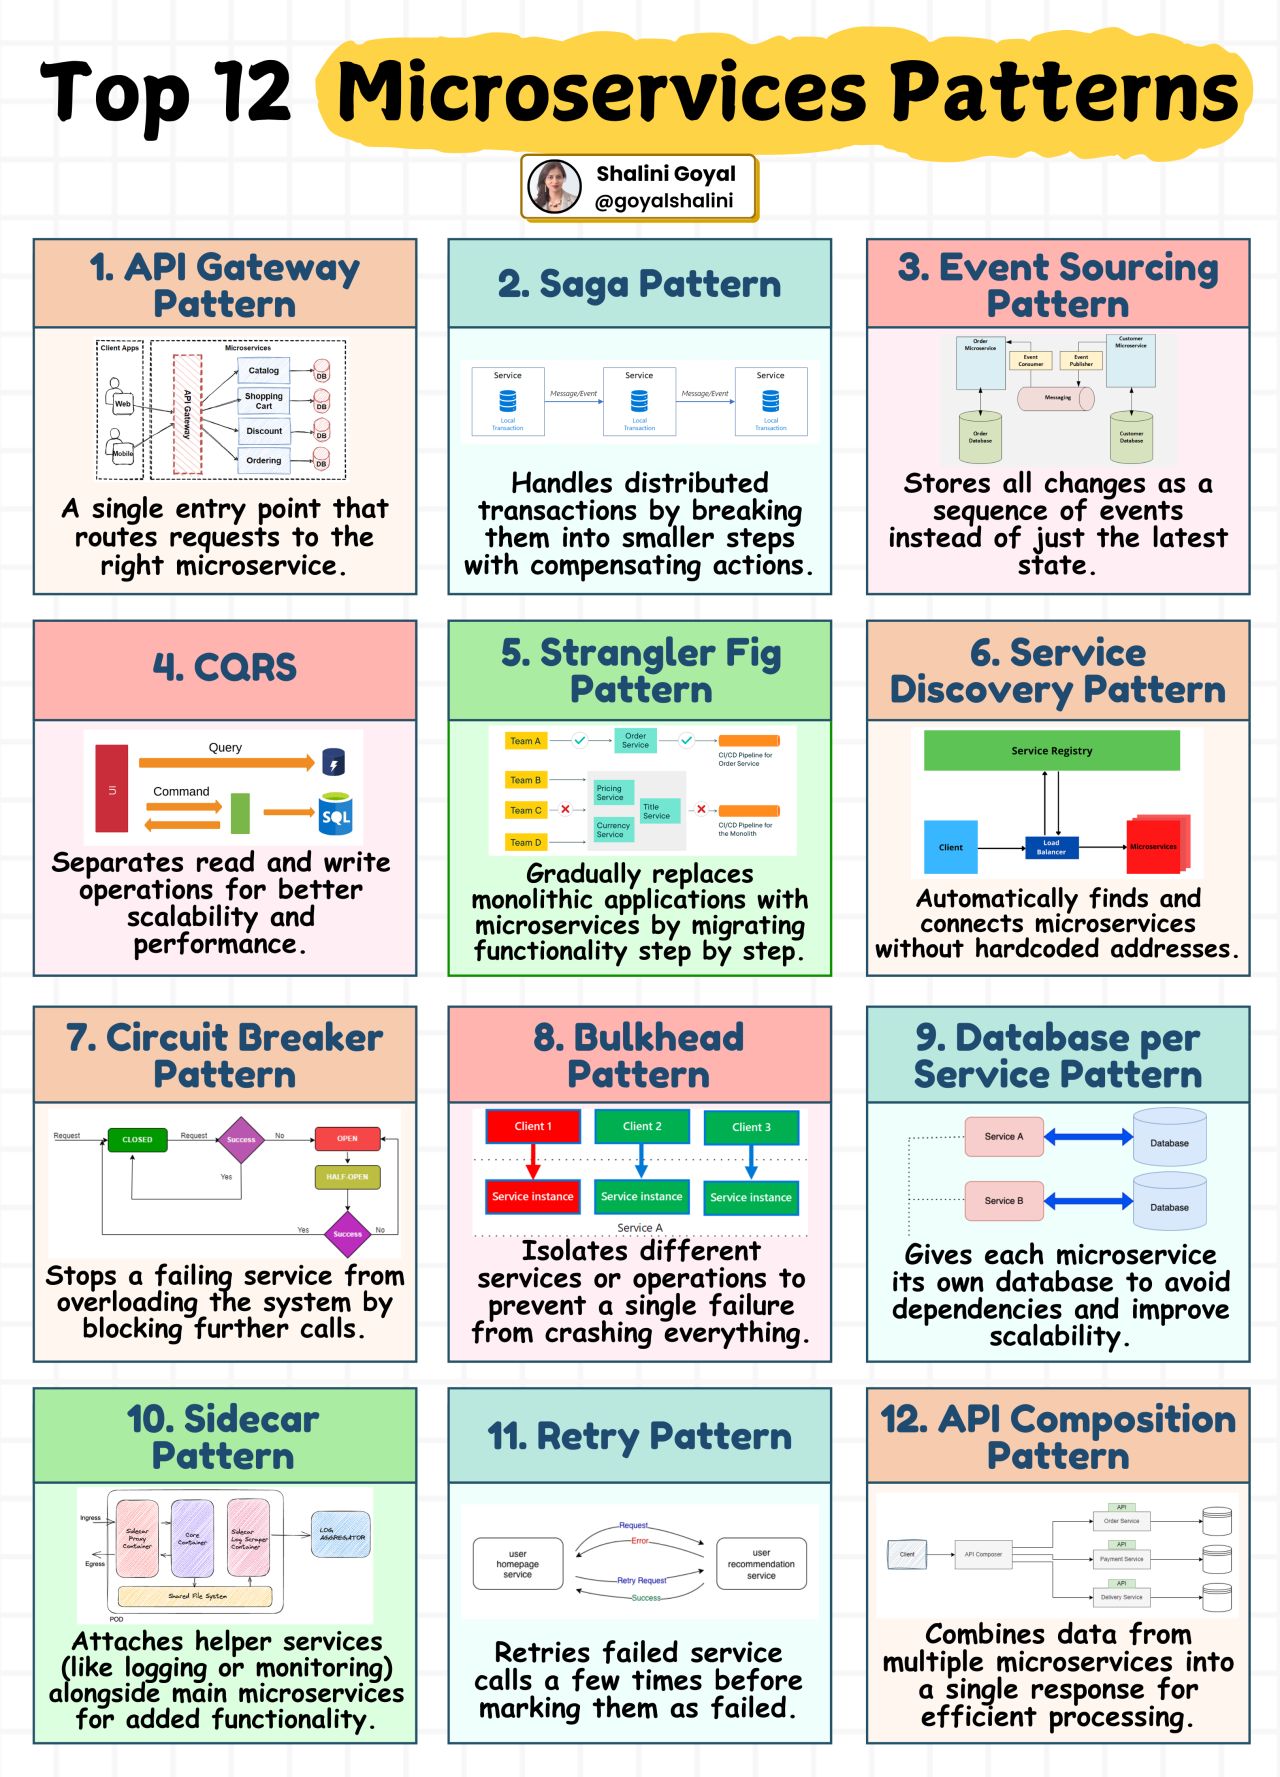 Top 12 Microservices Patterns
Shalini Goyal
@goyalshalini
1. API Gateway
Pattern
Client Apps
Microservices
Web
Mobile
API Gateway
Catalog
Shopping
Cart
Discount
Ordering
DB
DB
DB
DB
A single entry point that
routes requests to the
right microservice.
2. Saga Pattern
Service
Service
Service
Message/Event
Message/Event
Local
Transaction
Local
Transaction
Local
Transaction
Handles distributed
transactions by breaking
them into smaller steps
with compensating actions.
3. Event Sourcing
Pattern
Order
Microservice
Customer
Microservice
Event
Consumer
Event
Publisher
Messaging
Order
Database
Customer
Database
Stores all changes as a
sequence of events
instead of just the latest
state.
4. CQRS
UI
Query
Command
SQL
Separates read and write
operations for better
scalability and
performance.
5. Strangler Fig
Pattern
Team A
Order
Service
CI/CD Pipeline for
Order Service
Team B
Team C
Team D
Pricing
Service
Title
Service
Currency
Service
CI/CD Pipeline for
the Monolith
Gradually replaces
monolithic applications with
microservices by migrating
functionality step by step.
6. Service
Discovery Pattern
Service Registry
Client
Load
Balancer
Microservices
Automatically finds and
connects microservices
without hardcoded addresses.
7. Circuit Breaker
Pattern
Request
CLOSED
Request
Success
No
OPEN
Yes
HALF-OPEN
Yes
Success
No
Stops a failing service from
overloading the system by
blocking further calls.
8. Bulkhead
Pattern
Client 1
Client 2
Client 3
Service instance
Service instance
Service instance
Service A
Isolates different
services or operations to
prevent a single failure
from crashing everything.
9. Database per
Service Pattern
Service A
Database
Service B
Database
Gives each microservice
its own database to avoid
dependencies and improve
scalability.
10. Sidecar
Pattern
Ingress
Egress
Sidecar
Proxy
Container
Core
Container
Sidecar
Log Scraper
Container
LOG
AGGREGATOR
Shared File System
POD
Attaches helper services
(like logging or monitoring)
alongside main microservices
for added functionality.
11. Retry Pattern
user
homepage
service
Request
Error
Retry Request
Success
user
recommendation
service
Retries failed service
calls a few times before
marking them as failed.
12. API Composition
Pattern
Client
API Composer
API
Order Service
API
Payment Service
API
Delivery Service
Combines data from
multiple microservices into
a single response for
efficient processing.